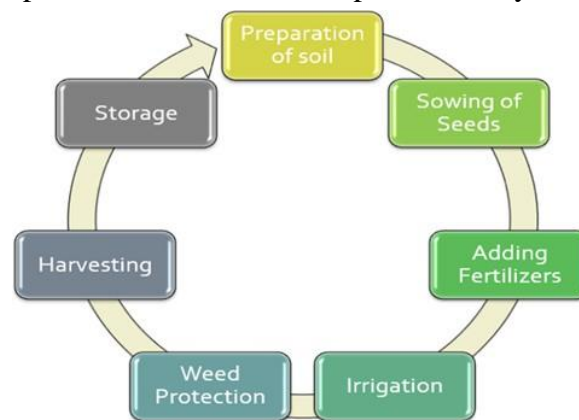 Preparation
of soil
Sowing of
Seeds
Adding
Fertilizers
Irrigation
Weed
Protection
Harvesting
Storage